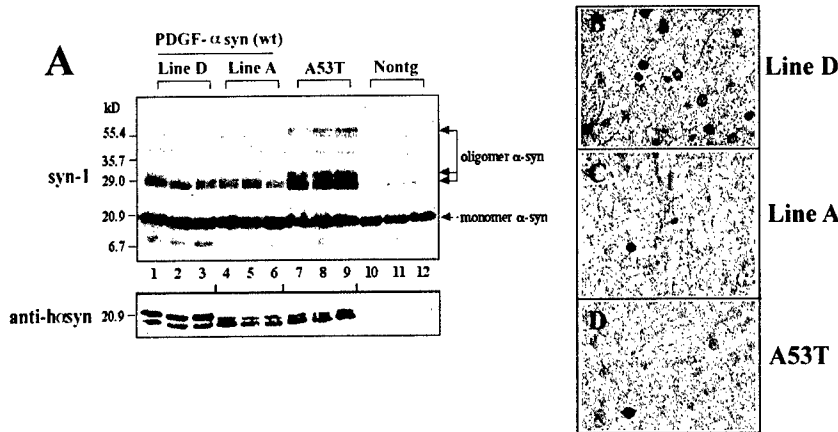 A
PDGF-αsyn (wt)
Line D Line A A53T Nontg
kD
55.4
35.7
syn-1 29.0
20.9
6.7
oligomer α-syn
monomer α-syn
1 2 3 4 5 6 7 8 9 10 11 12
anti-hαsyn 20.9
B
Line D
C
Line A
D
A53T